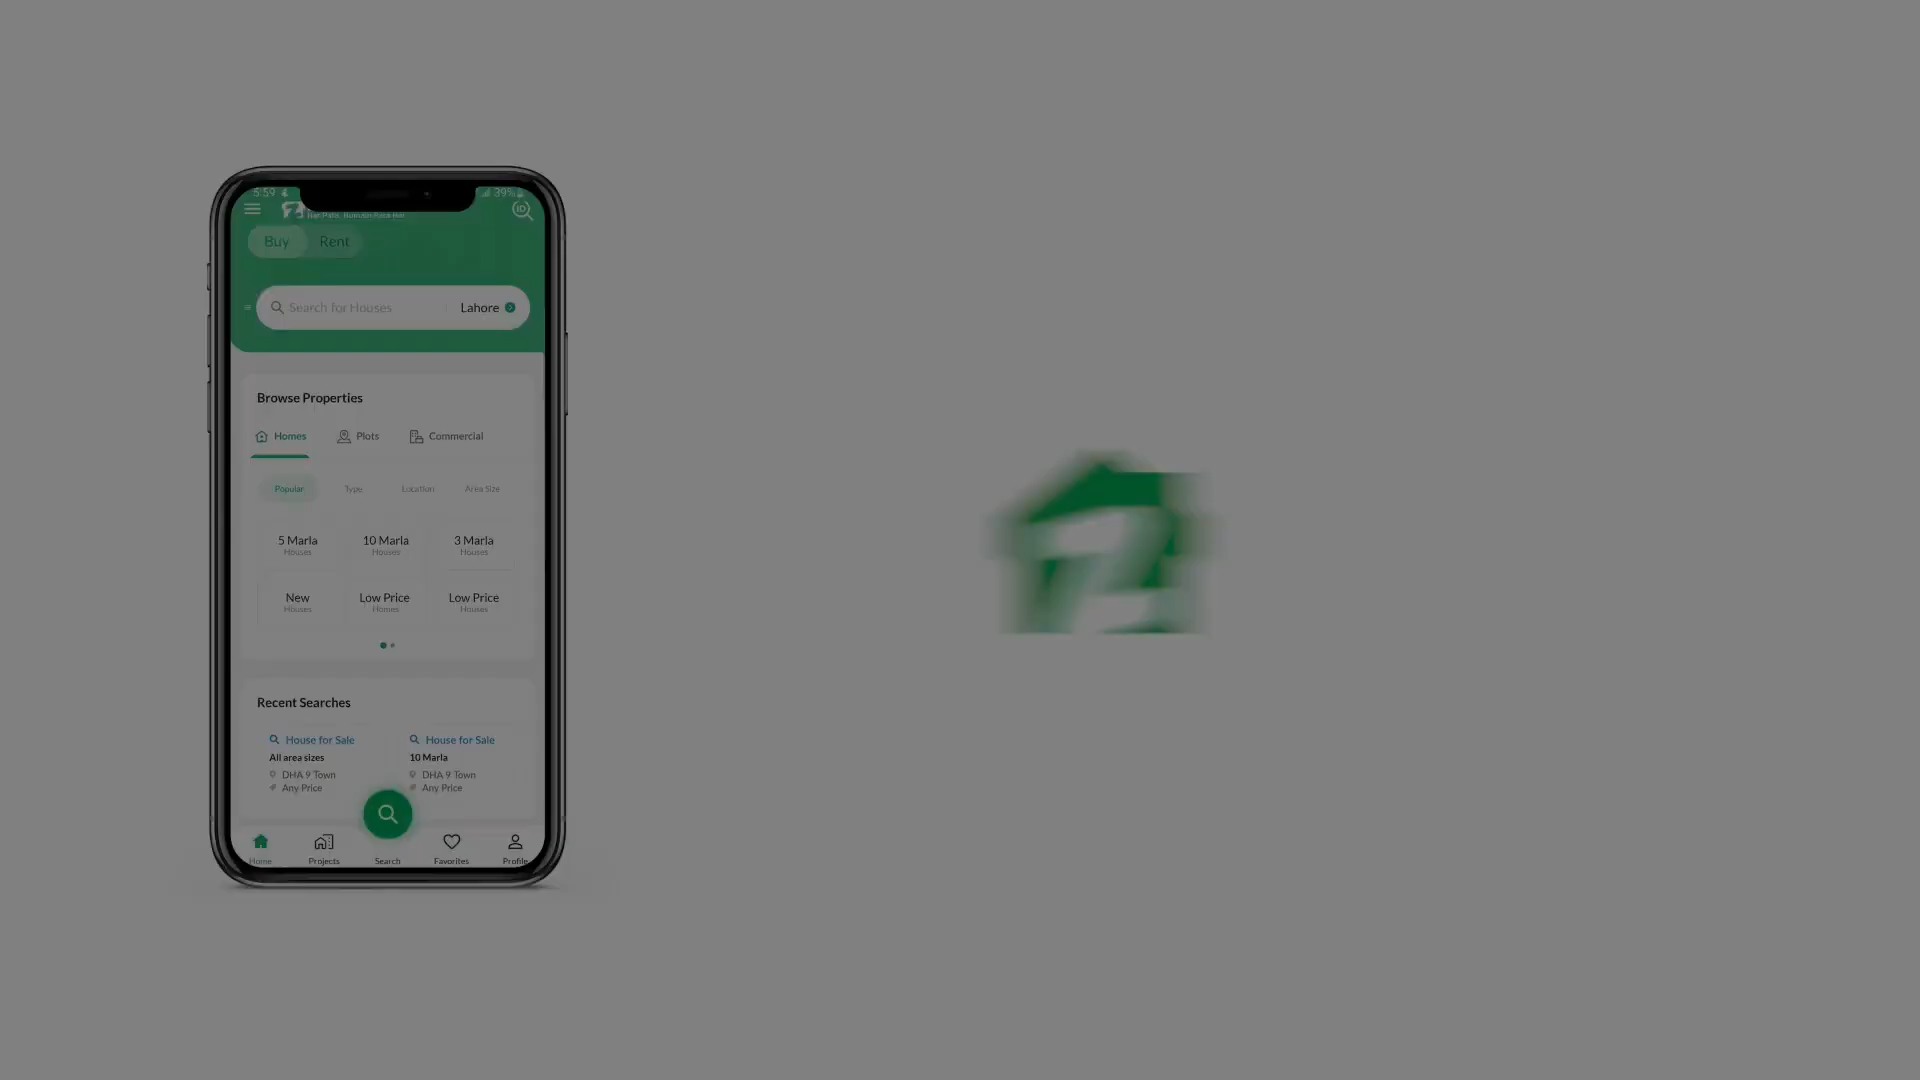 5:59
39%
Buy Rent
Search for Houses Lahore
Browse Properties
Homes Plots Commercial
Popular Type Location Area Size
5 Marla 10 Marla 3 Marla
Houses Houses Houses
New Low Price Low Price
Houses Homes Houses
Recent Searches
House for Sale House for Sale
All area sizes 10 Marla
DHA 9 Town DHA 9 Town
Any Price Any Price
Home Projects Search Favorites Profile